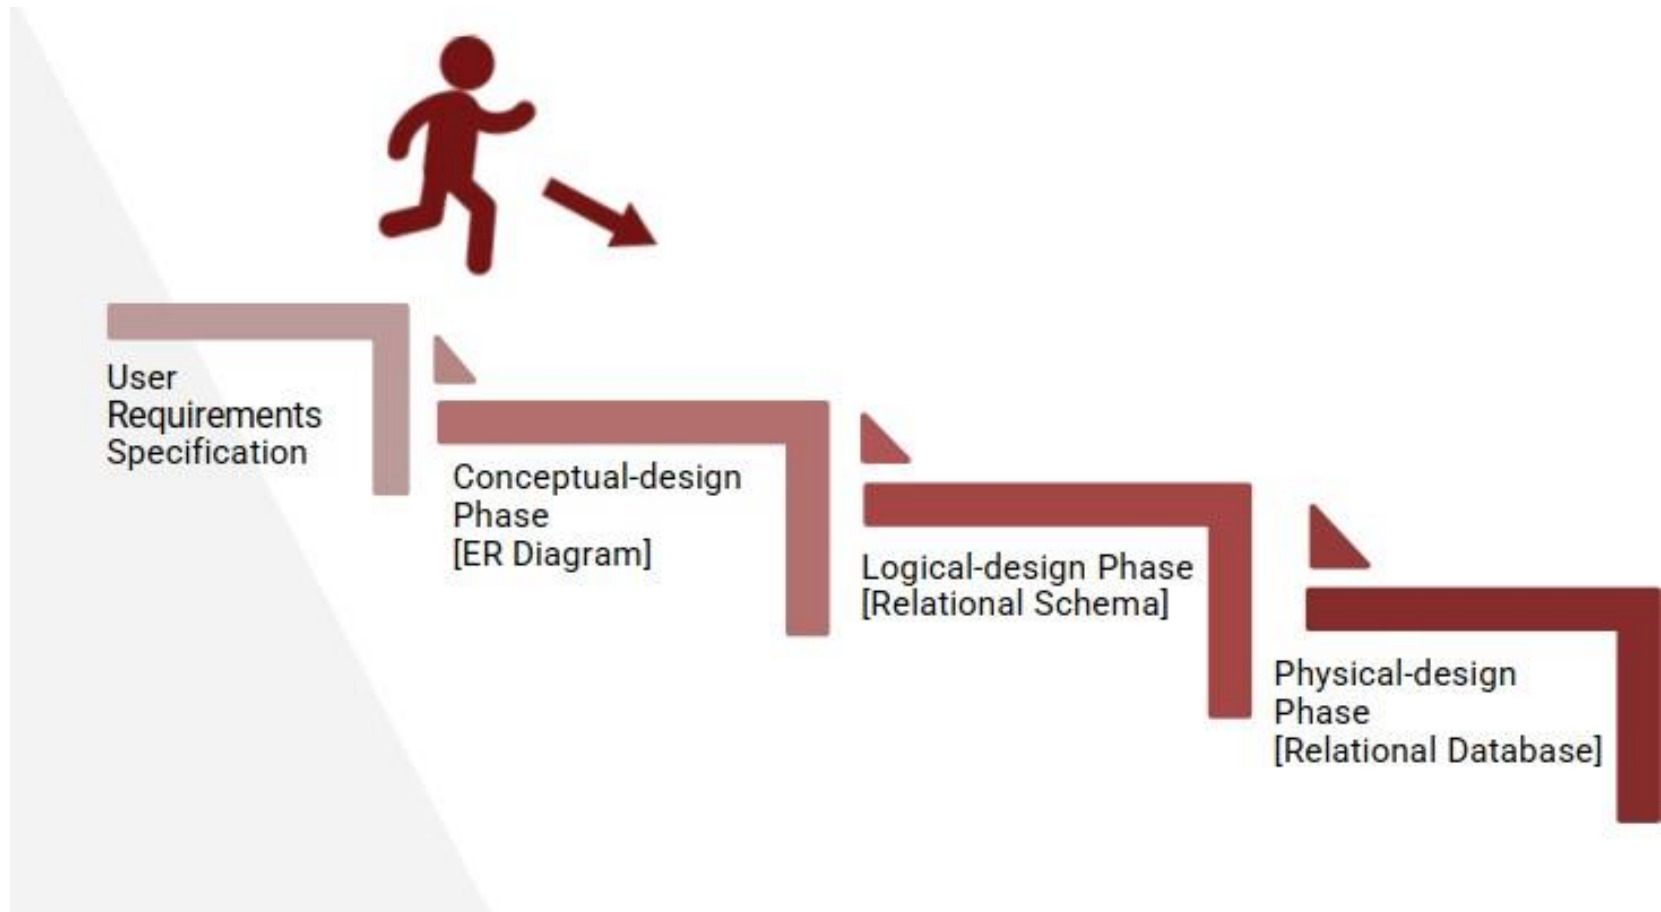 User
Requirements
Specification
Conceptual-design
Phase
[ER Diagram]
Logical-design Phase
[Relational Schema]
Physical-design
Phase
[Relational Database]